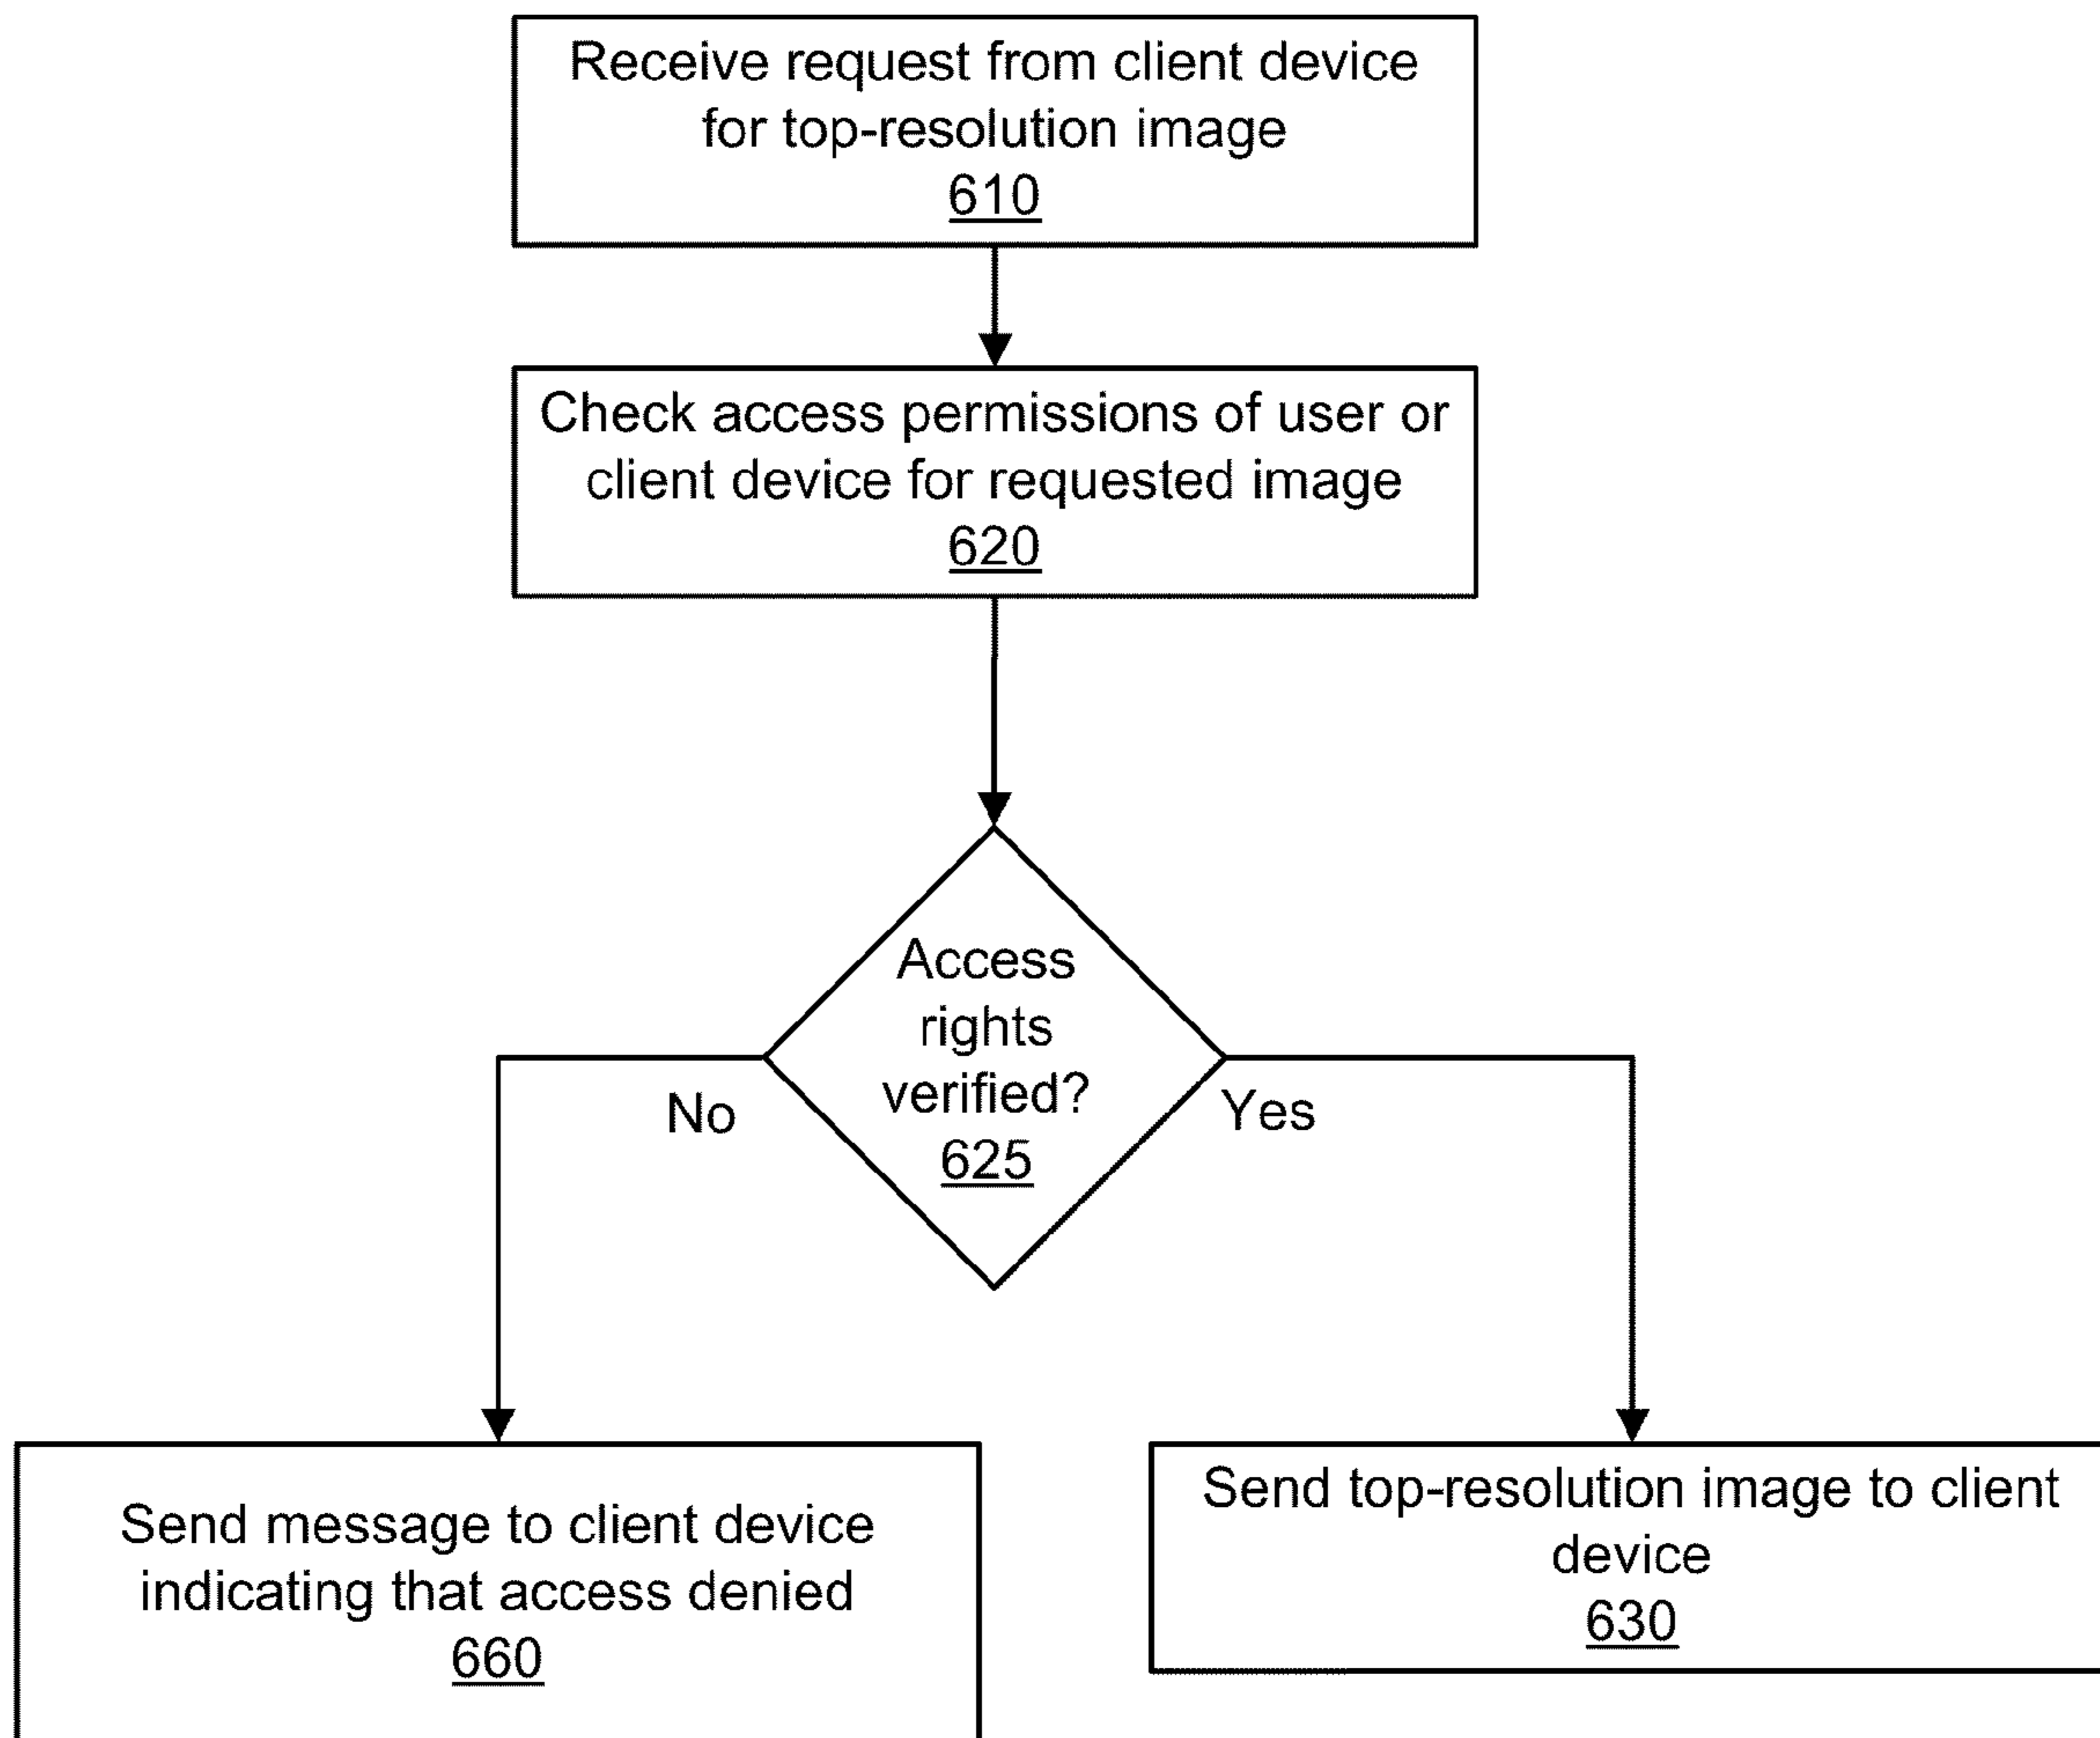 Receive request from client device
for top-resolution image
610
Check access permissions of user or
client device for requested image
620
Access
rights
verified?
625
No
Yes
Send message to client device
indicating that access denied
660
Send top-resolution image to client
device
630